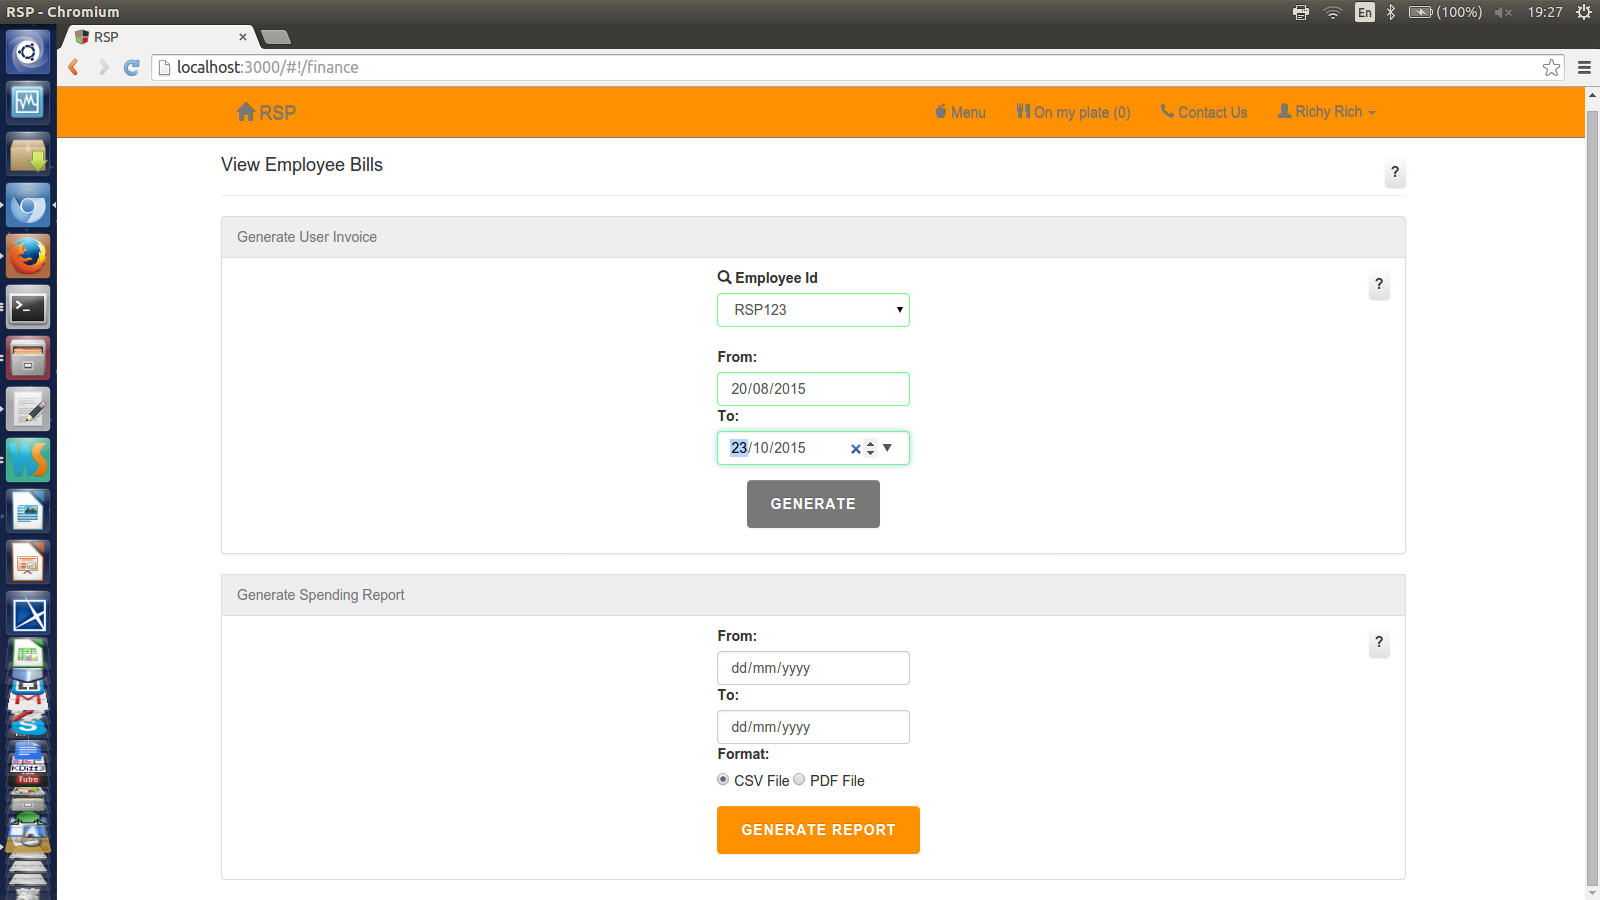 RSP - Chromium
En
(100%)
19:27
RSP
localhost:3000/#!/finance
RSP
Menu
On my plate (0)
Contact Us
Richy Rich
View Employee Bills
?
Generate User Invoice
Employee Id
?
RSP123
From:
20/08/2015
To:
23/10/2015
GENERATE
Generate Spending Report
From:
?
dd/mm/yyyy
To:
dd/mm/yyyy
Format:
CSV File
PDF File
GENERATE REPORT
KDiff3
Tube